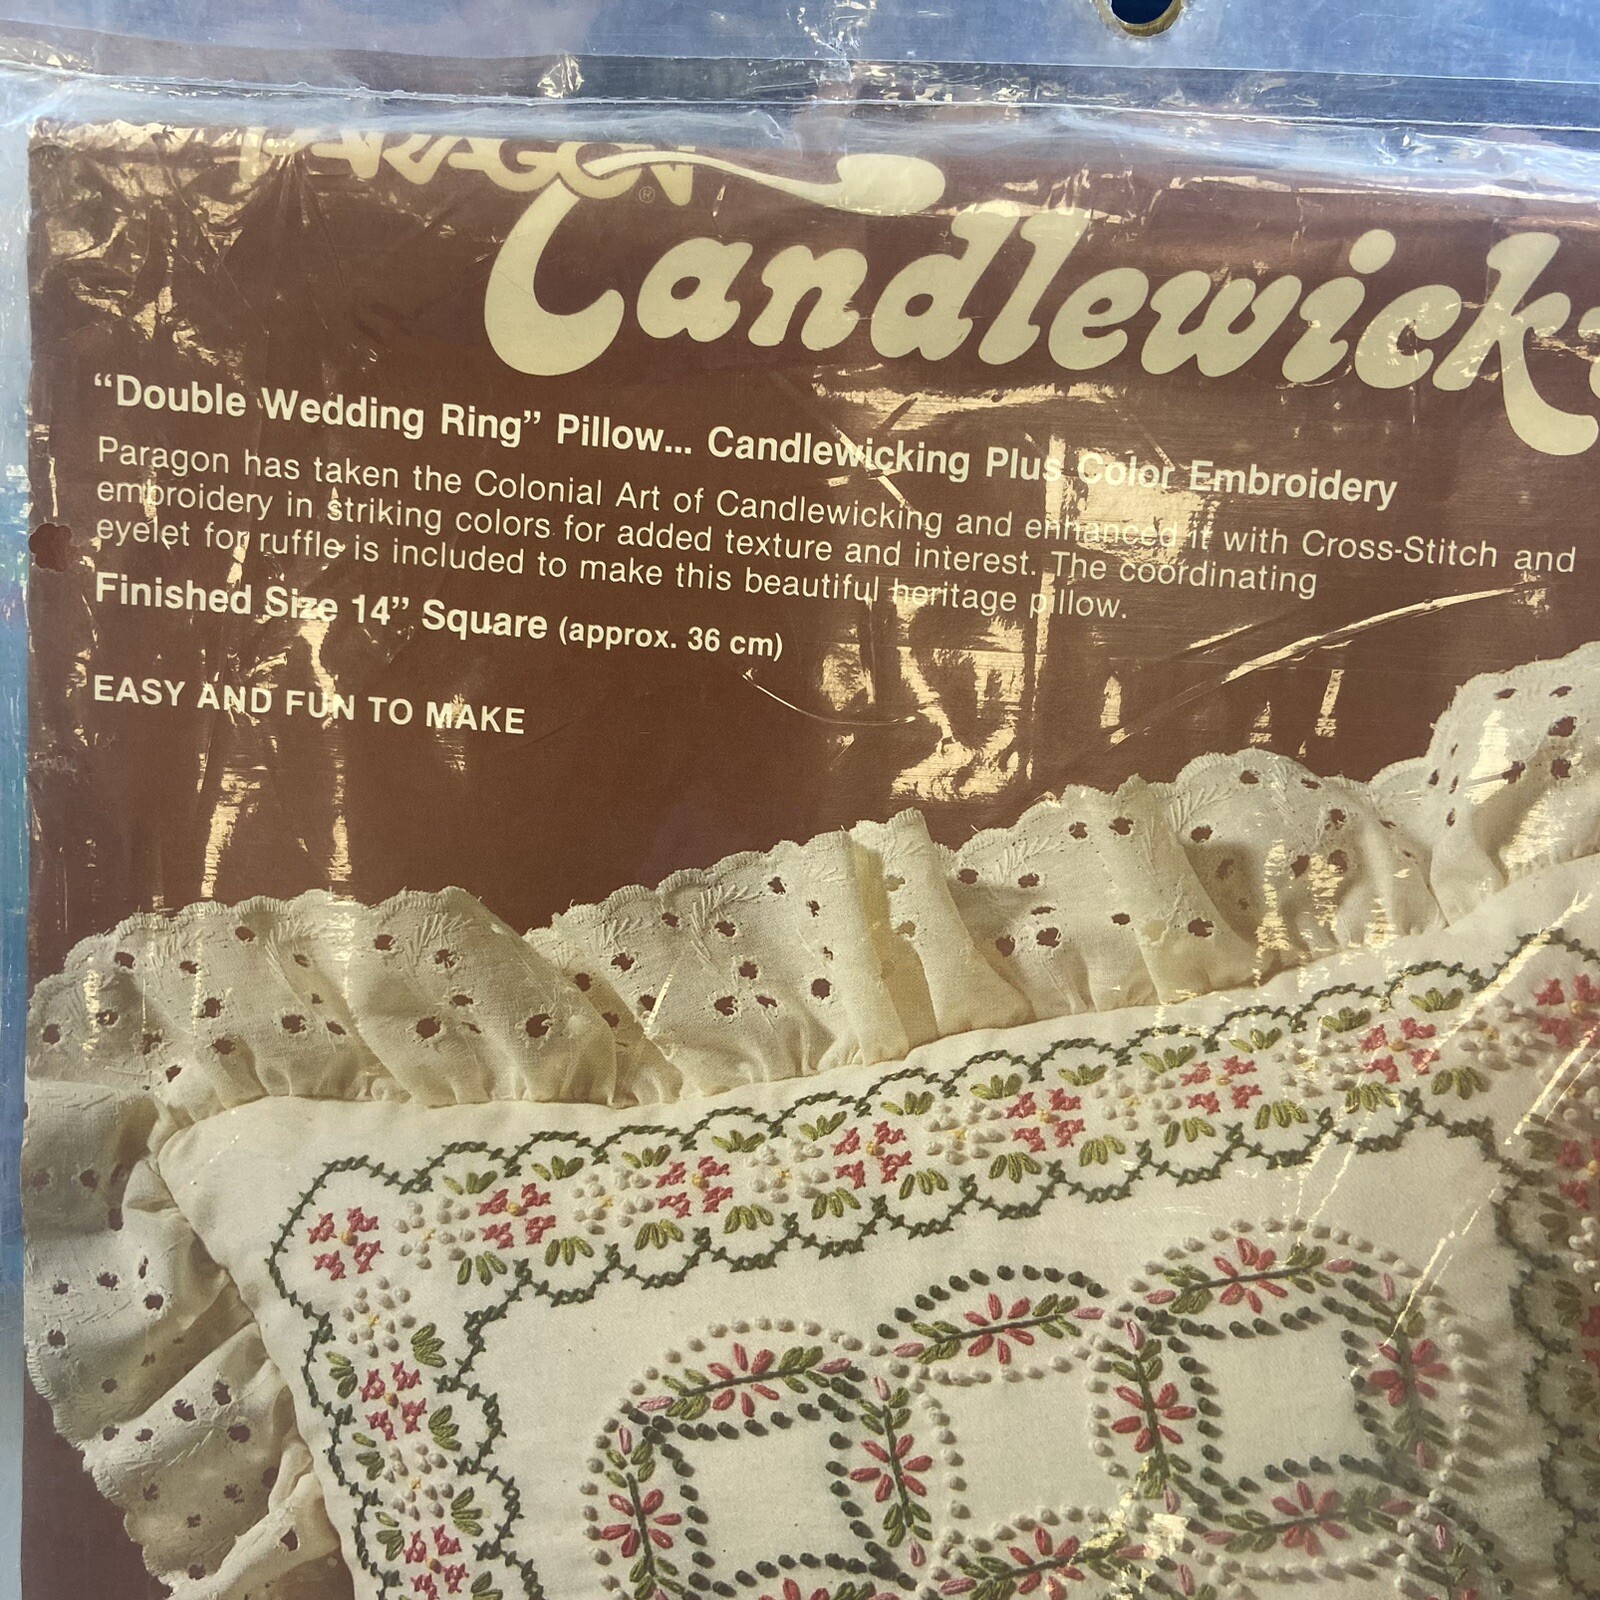 PARAGON®
Candlewick
“Double Wedding Ring” Pillow... Candlewicking Plus Color Embroidery
Paragon has taken the Colonial Art of Candlewicking and enhanced it with Cross-Stitch and
embroidery in striking colors for added texture and interest. The coordinating
eyelet for ruffle is included to make this beautiful heritage pillow.
Finished Size 14” Square (approx. 36 cm)
EASY AND FUN TO MAKE